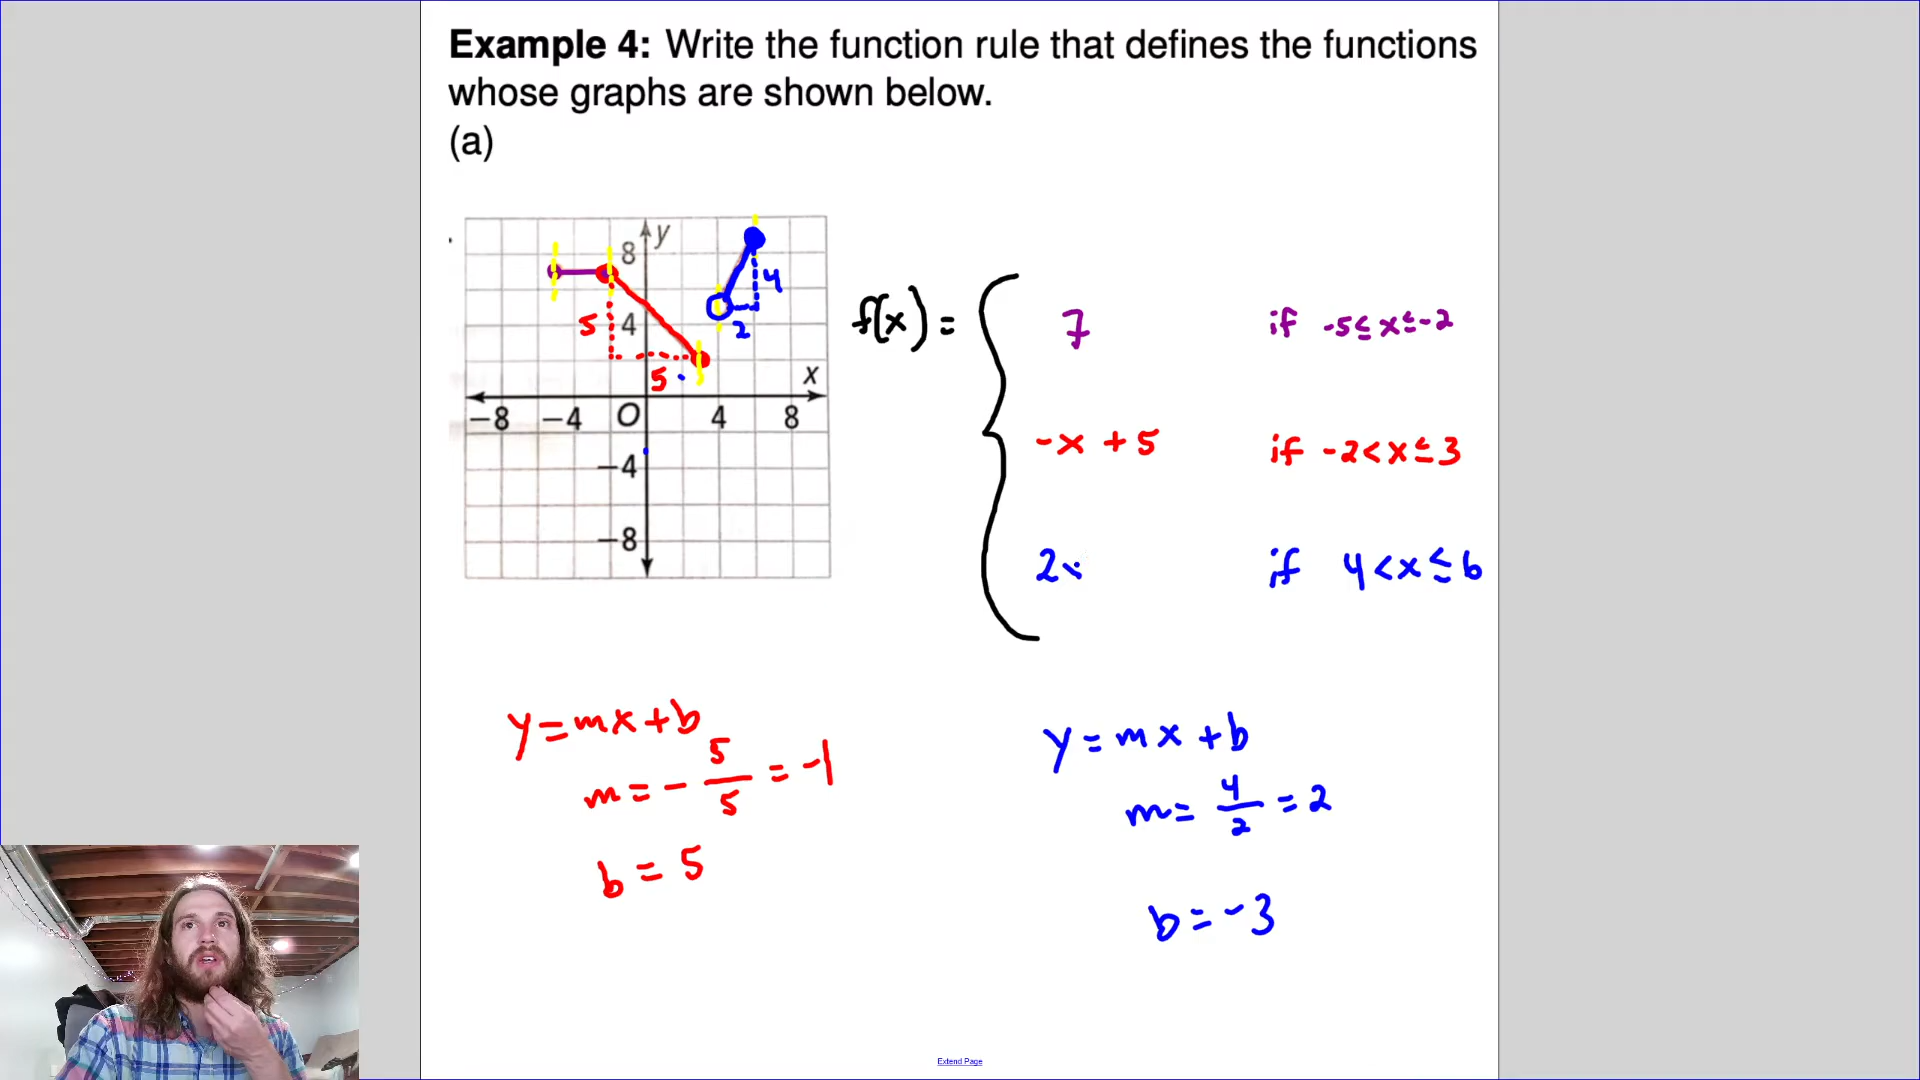 Example 4: Write the function rule that defines the functions
whose graphs are shown below.
(a)
y
8
4
5
4
2
5
x
−8 −4 O 4 8
−4
−8
f(x) = {
7 if -5≤x≤-2
-x + 5 if -2<x≤3
2x if 4<x≤6
y=mx+b
m=-5/5=-1
b=5
y=mx+b
m=4/2=2
b=-3
Extend Page